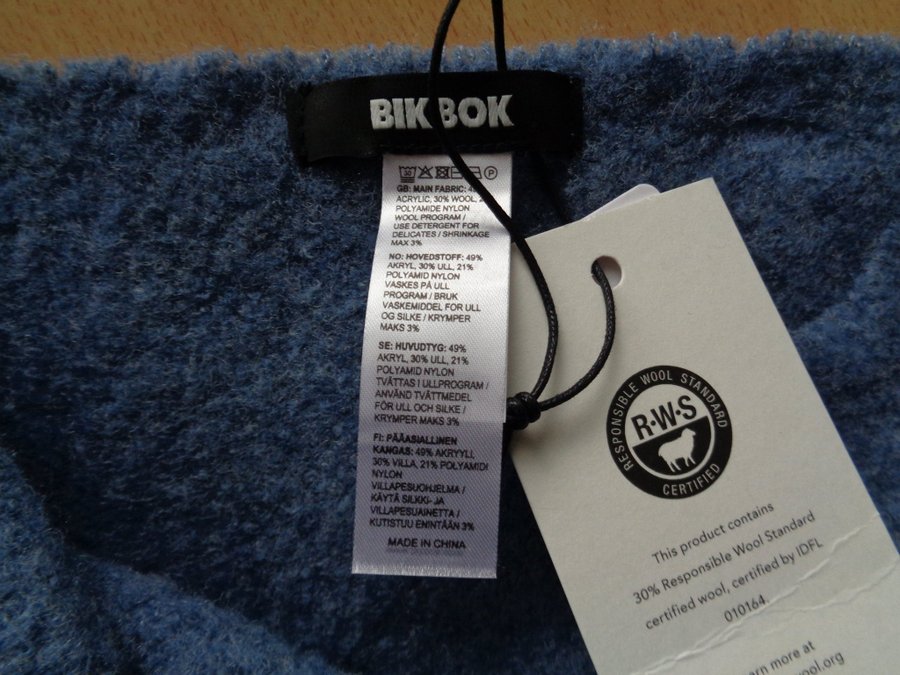 BIK BOK
30 P
GB: MAIN FABRIC:
ACRYLIC, 30% WOOL,
POLYAMIDE NYLON
WOOL PROGRAM /
USE DETERGENT FOR
DELICATES / SHRINKAGE
MAX 3%
NO: HOVEDSTOFF: 49%
AKRYL, 30% ULL, 21%
POLYAMID NYLON
VASKES PÅ ULL
PROGRAM / BRUK
VASKEMIDDEL FOR ULL
OG SILKE / KRYMPER
MAKS 3%
SE: HUVUDTYG: 49%
AKRYL, 30% ULL, 21%
POLYAMID NYLON
TVÄTTAS I ULLPROGRAM /
ANVÄND TVÄTTMEDEL
FÖR ULL OCH SILKE /
KRYMPER MAKS 3%
FI: PÄÄASIALLINEN
KANGAS: 49% AKRYYLI,
30% VILLA, 21% POLYAMIDI
NYLON
VILLAPESUOHJELMA /
KÄYTÄ SILKKI- JA
VILLAPESUAINETTA /
KUTISTUU ENINTÄÄN 3%
MADE IN CHINA
RESPONSIBLE WOOL STANDARD
R·W·S
CERTIFIED
This product contains
30% Responsible Wool Standard
certified wool, certified by IDFL
010164.
more at